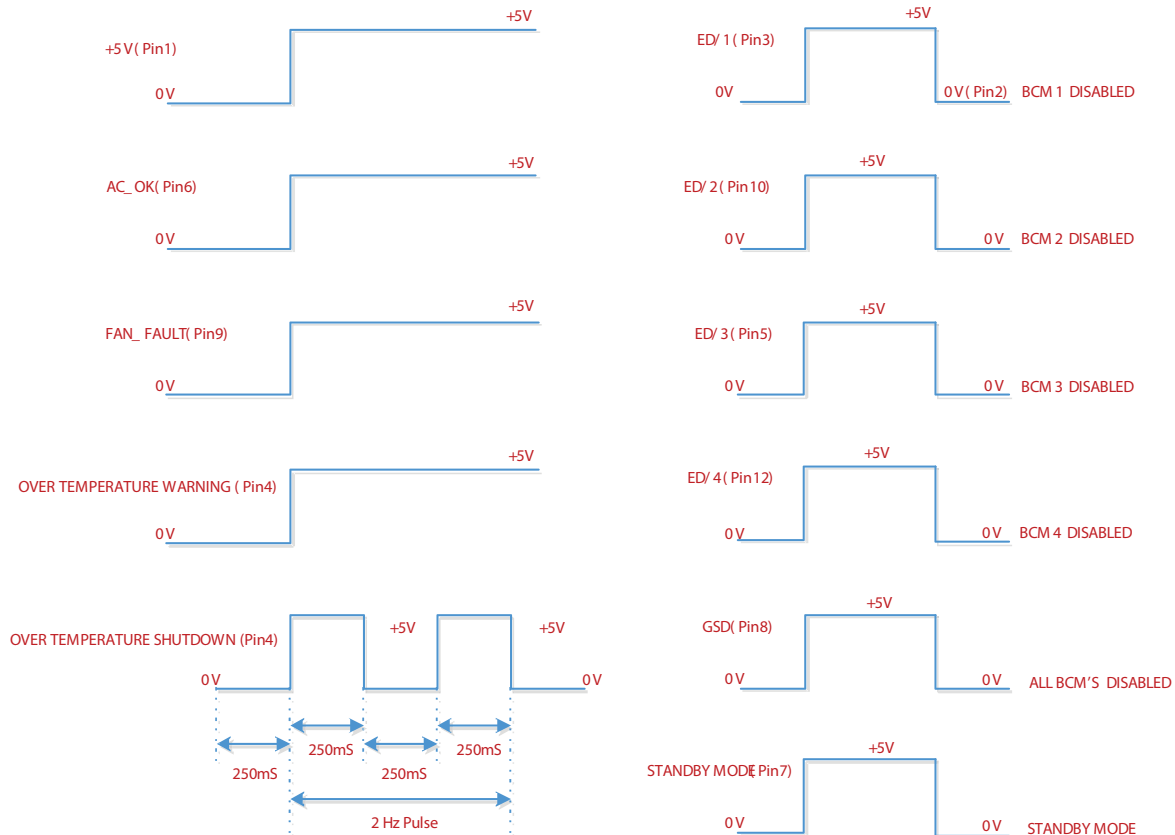 +5V
+5V ( Pin1)
0V
+5V
AC_ OK( Pin6)
0V
+5V
FAN_ FAULT( Pin9)
0V
+5V
OVER TEMPERATURE WARNING ( Pin4)
0V
OVER TEMPERATURE SHUTDOWN (Pin4)
+5V
+5V
0V
0V
250mS
250mS
250mS
250mS
2 Hz Pulse
+5V
ED/ 1 ( Pin3)
0V
0V ( Pin2)
BCM 1 DISABLED
+5V
ED/ 2 ( Pin10)
0V
0V
BCM 2 DISABLED
+5V
ED/ 3 ( Pin5)
0V
0V
BCM 3 DISABLED
+5V
ED/ 4 ( Pin12)
0V
0V
BCM 4 DISABLED
+5V
GSD( Pin8)
0V
0V
ALL BCM'S DISABLED
+5V
STANDBY MODE( Pin7)
0V
0V
STANDBY MODE